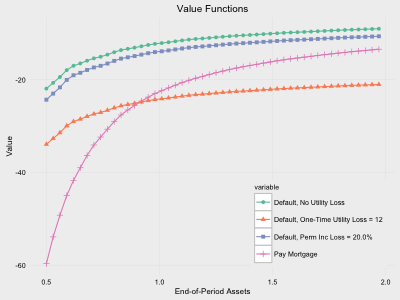 Value Functions
Value
-20
-40
-60
0.5
1.0
1.5
2.0
End-of-Period Assets
variable
Default, No Utility Loss
Default, One-Time Utility Loss = 12
Default, Perm Inc Loss = 20.0%
Pay Mortgage